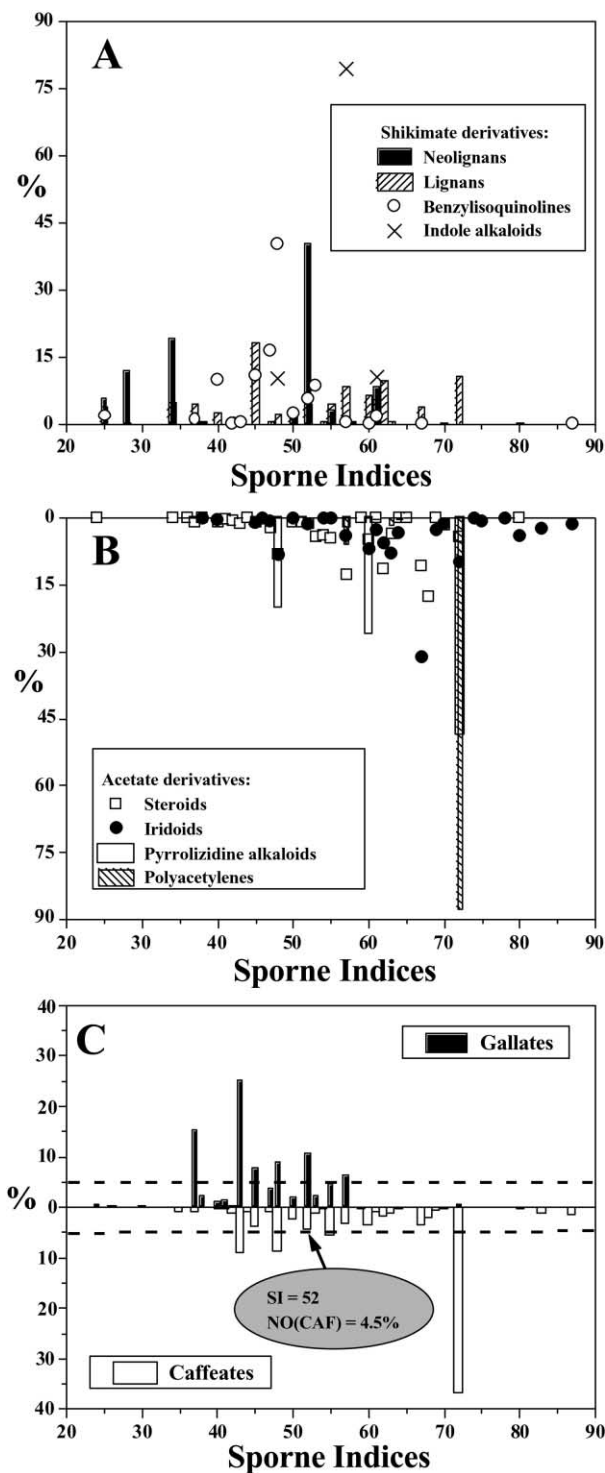 90
A
75
60
%
45
30
15
0
Shikimate derivatives:
Neolignans
Lignans
Benzylisoquinolines
Indole alkaloids
20 30 40 50 60 70 80 90
Sporne Indices
0
B
15
30
%
45
60
75
90
Acetate derivatives:
Steroids
Iridoids
Pyrrolizidine alkaloids
Polyacetylenes
20 30 40 50 60 70 80 90
Sporne Indices
40
C
Gallates
30
20
10
%
0
10
20
30
40
SI = 52
NO(CAF) = 4.5%
Caffeates
20 30 40 50 60 70 80 90
Sporne Indices